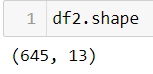 1 df2.shape
(645, 13)